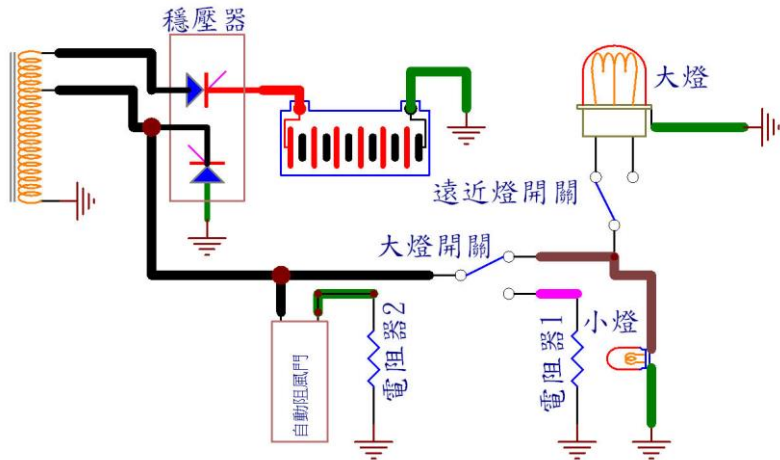 穩壓器
大燈
遠近燈開關
大燈開關
電阻器2
電阻器1
小燈
自動阻風門